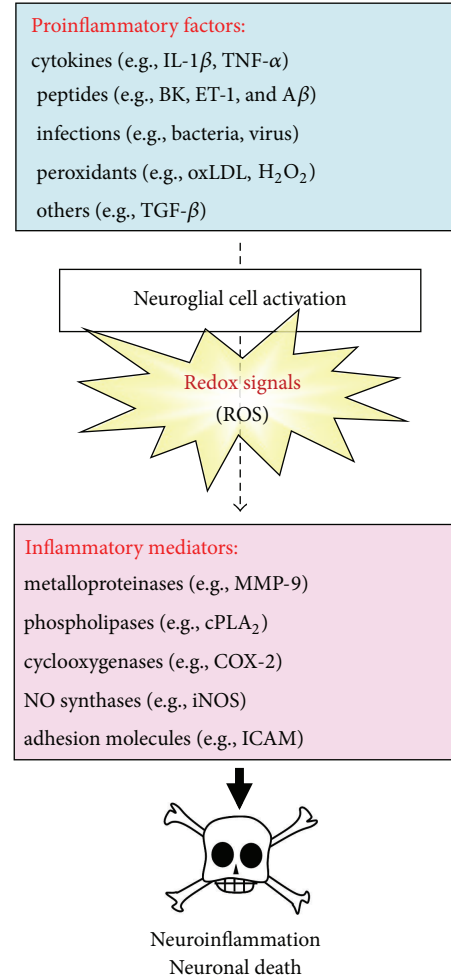 Proinflammatory factors:
cytokines (e.g., IL-1β, TNF-α)
peptides (e.g., BK, ET-1, and Aβ)
infections (e.g., bacteria, virus)
peroxidants (e.g., oxLDL, H₂O₂)
others (e.g., TGF-β)
Neuroglial cell activation
Redox signals
(ROS)
Inflammatory mediators:
metalloproteinases (e.g., MMP-9)
phospholipases (e.g., cPLA₂)
cyclooxygenases (e.g., COX-2)
NO synthases (e.g., iNOS)
adhesion molecules (e.g., ICAM)
Neuroinflammation
Neuronal death